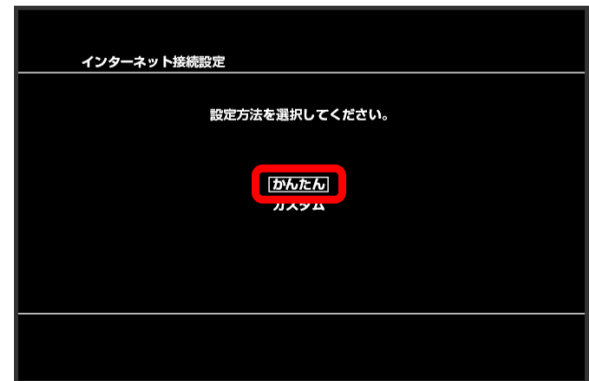 インターネット接続設定
設定方法を選択してください。
かんたん
カスタム